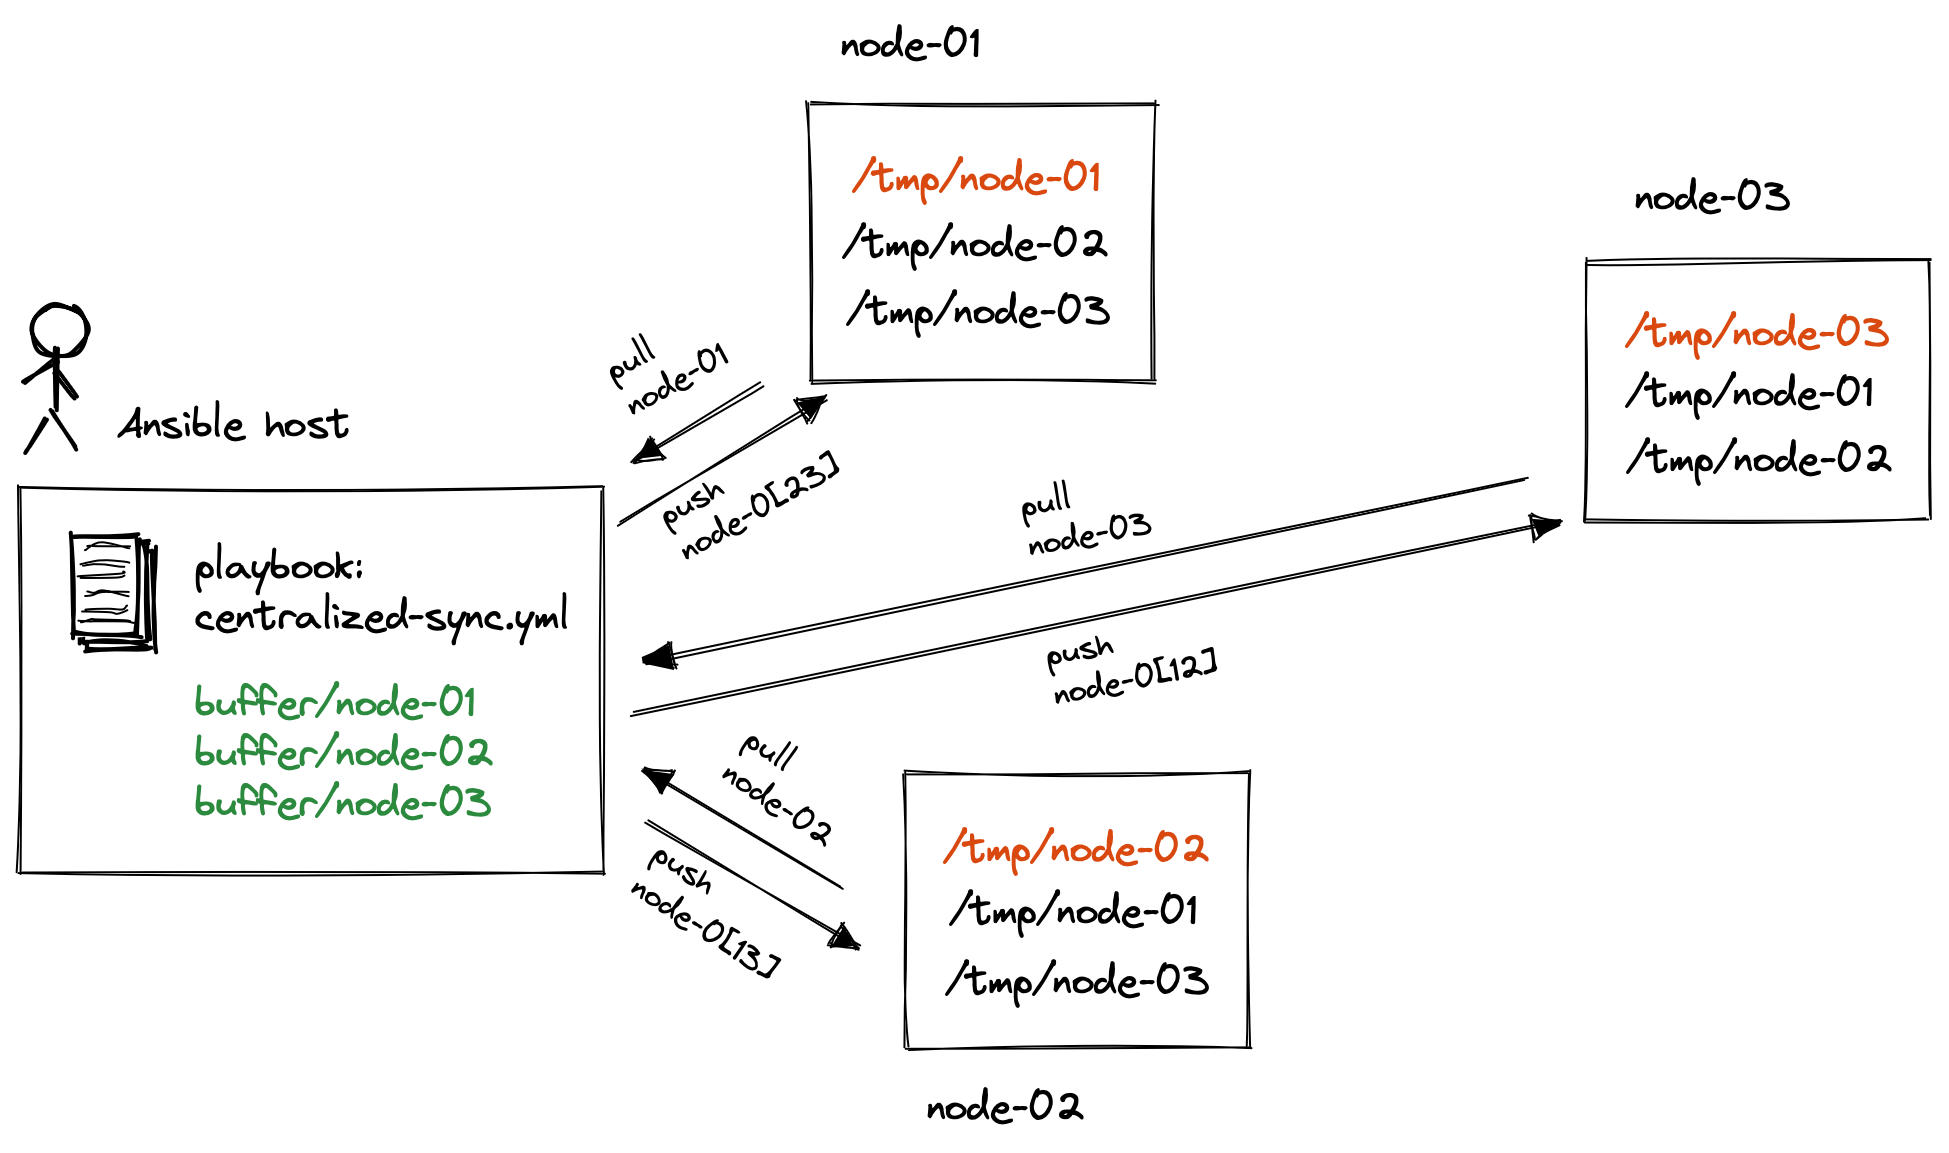 node-01
/tmp/node-01
/tmp/node-02
/tmp/node-03
node-03
/tmp/node-03
/tmp/node-01
/tmp/node-02
Ansible host
playbook:
centralized-sync.yml
buffer/node-01
buffer/node-02
buffer/node-03
pull
node-01
push
node-0[23]
pull
node-03
push
node-0[12]
pull
node-02
push
node-0[13]
/tmp/node-02
/tmp/node-01
/tmp/node-03
node-02